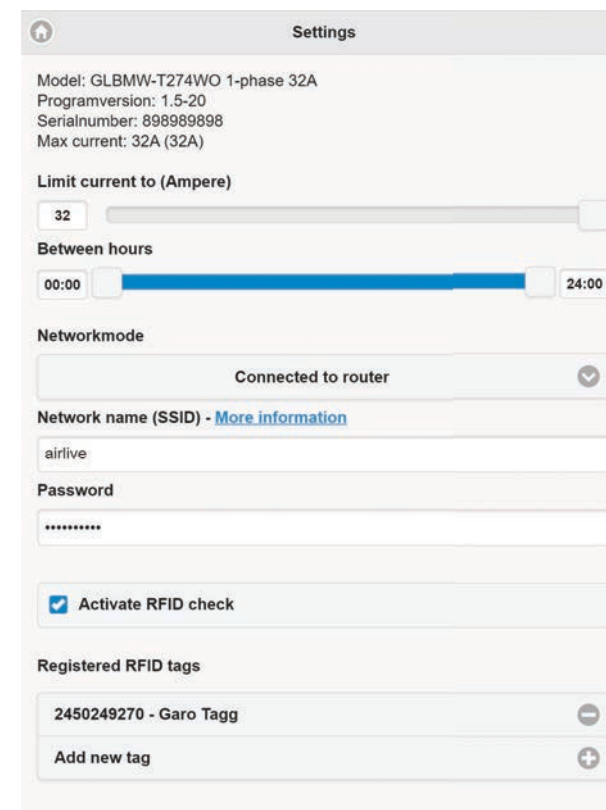 Settings
Model: GLBMW-T274WO 1-phase 32A
Programversion: 1.5-20
Serialnumber: 898989898
Max current: 32A (32A)
Limit current to (Ampere)
32
Between hours
00:00 24:00
Networkmode
Connected to router
Network name (SSID) - More information
airlive
Password
••••••••••
Activate RFID check
Registered RFID tags
2450249270 - Garo Tagg
Add new tag